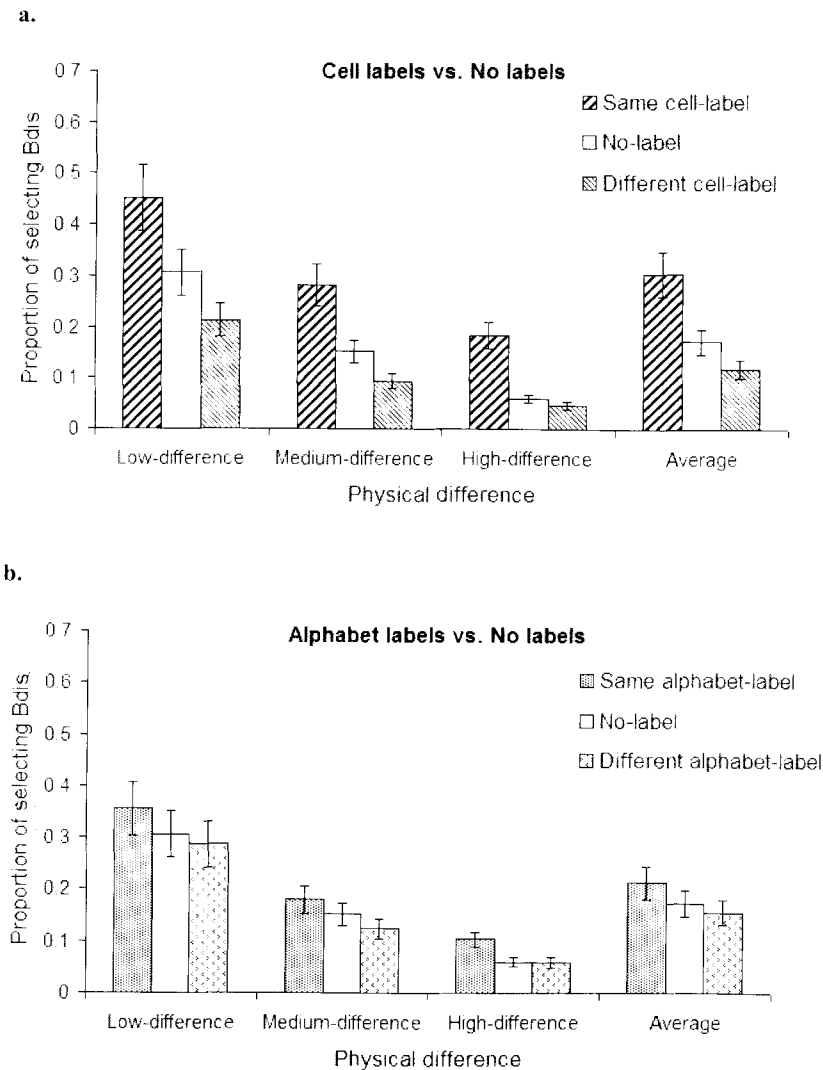 a.
Cell labels vs. No labels
Same cell-label
No-label
Different cell-label
Proportion of selecting Bdis
0 7
0.6
0.5
0 4
0.3
0.2
0 1
0
Low-difference
Medium-difference
High-difference
Average
Physical difference
b.
Alphabet labels vs. No labels
Same alphabet-label
No-label
Different alphabet-label
Proportion of selecting Bdis
0 7
0.6
0.5
0 4
0.3
0.2
0.1
0
Low-difference
Medium-difference
High-difference
Average
Physical difference